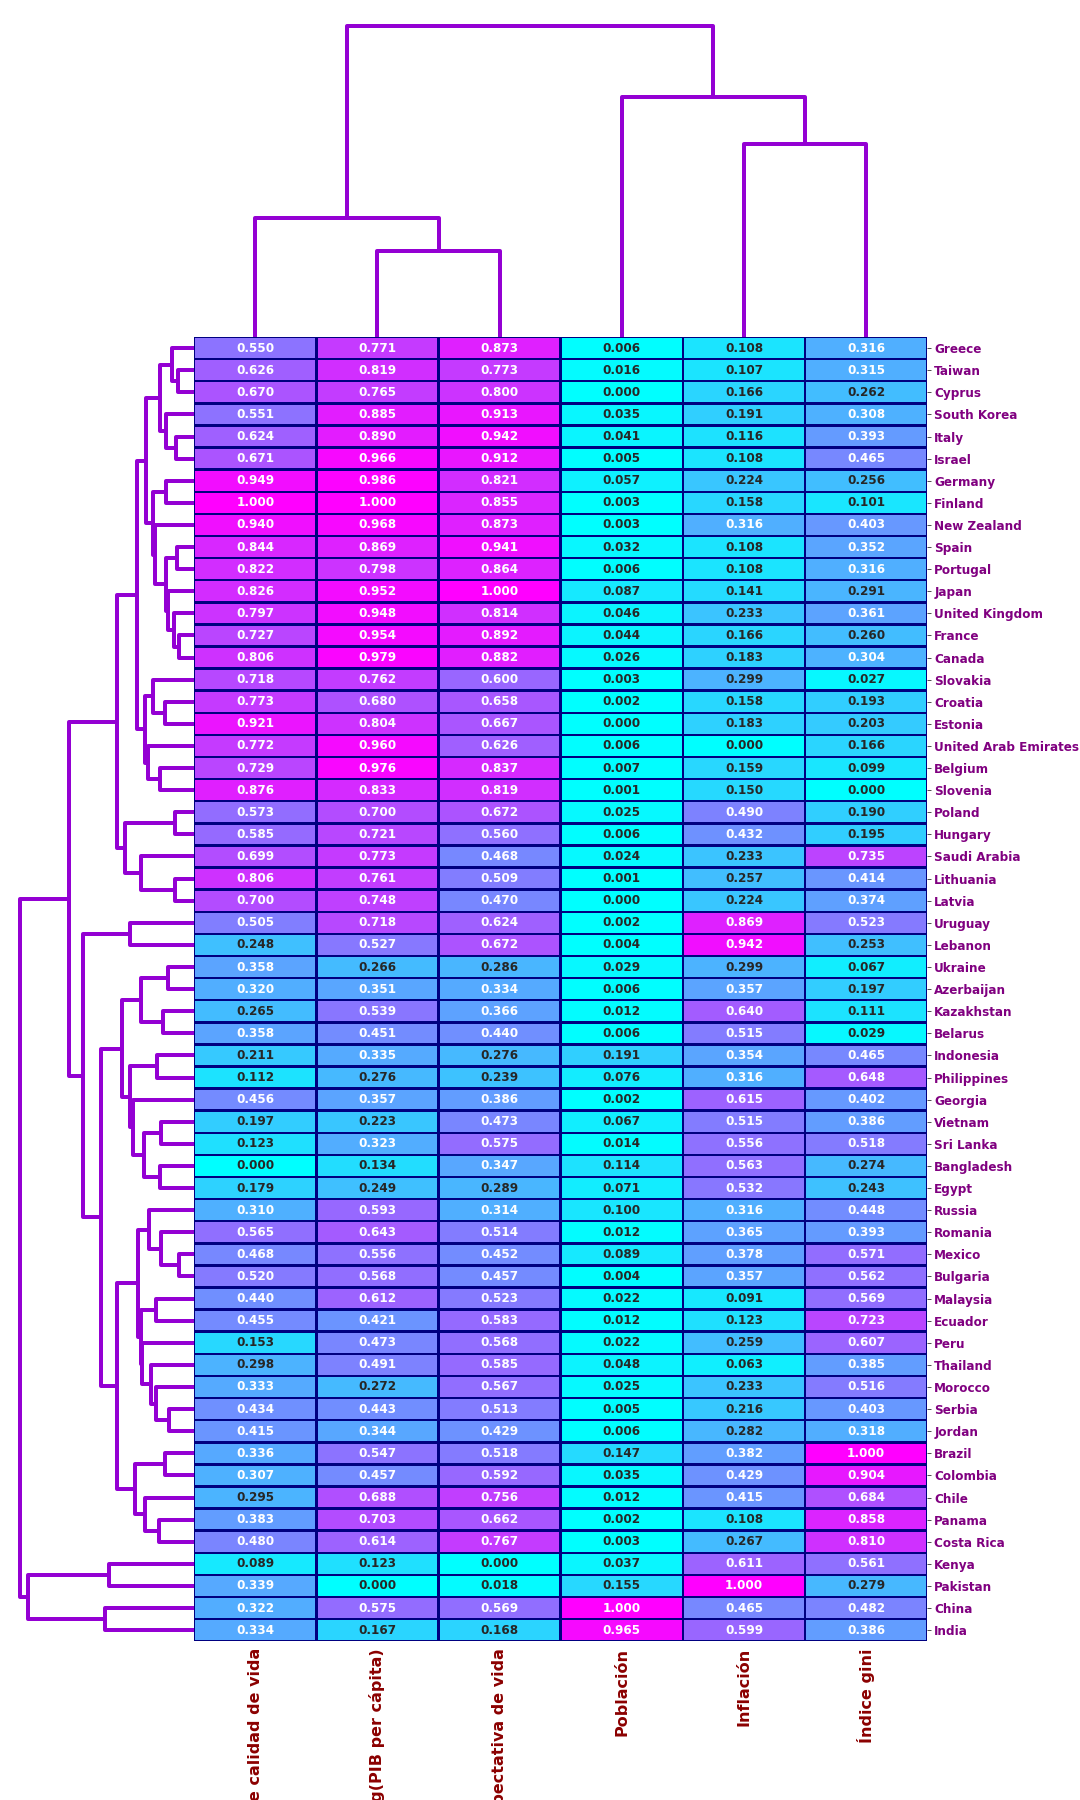 0.550 0.771 0.873 0.006 0.108 0.316 Greece
0.626 0.819 0.773 0.016 0.107 0.315 Taiwan
0.670 0.765 0.800 0.000 0.166 0.262 Cyprus
0.551 0.885 0.913 0.035 0.191 0.308 South Korea
0.624 0.890 0.942 0.041 0.116 0.393 Italy
0.671 0.966 0.912 0.005 0.108 0.465 Israel
0.949 0.986 0.821 0.057 0.224 0.256 Germany
1.000 1.000 0.855 0.003 0.158 0.101 Finland
0.940 0.968 0.873 0.003 0.316 0.403 New Zealand
0.844 0.869 0.941 0.032 0.108 0.352 Spain
0.822 0.798 0.864 0.006 0.108 0.316 Portugal
0.826 0.952 1.000 0.087 0.141 0.291 Japan
0.797 0.948 0.814 0.046 0.233 0.361 United Kingdom
0.727 0.954 0.892 0.044 0.166 0.260 France
0.806 0.979 0.882 0.026 0.183 0.304 Canada
0.718 0.762 0.600 0.003 0.299 0.027 Slovakia
0.773 0.680 0.658 0.002 0.158 0.193 Croatia
0.921 0.804 0.667 0.000 0.183 0.203 Estonia
0.772 0.960 0.626 0.006 0.000 0.166 United Arab Emirates
0.729 0.976 0.837 0.007 0.159 0.099 Belgium
0.876 0.833 0.819 0.001 0.150 0.000 Slovenia
0.573 0.700 0.672 0.025 0.490 0.190 Poland
0.585 0.721 0.560 0.006 0.432 0.195 Hungary
0.699 0.773 0.468 0.024 0.233 0.735 Saudi Arabia
0.806 0.761 0.509 0.001 0.257 0.414 Lithuania
0.700 0.748 0.470 0.000 0.224 0.374 Latvia
0.505 0.718 0.624 0.002 0.869 0.523 Uruguay
0.248 0.527 0.672 0.004 0.942 0.253 Lebanon
0.358 0.266 0.286 0.029 0.299 0.067 Ukraine
0.320 0.351 0.334 0.006 0.357 0.197 Azerbaijan
0.265 0.539 0.366 0.012 0.640 0.111 Kazakhstan
0.358 0.451 0.440 0.006 0.515 0.029 Belarus
0.211 0.335 0.276 0.191 0.354 0.465 Indonesia
0.112 0.276 0.239 0.076 0.316 0.648 Philippines
0.456 0.357 0.386 0.002 0.615 0.402 Georgia
0.197 0.223 0.473 0.067 0.515 0.386 Vietnam
0.123 0.323 0.575 0.014 0.556 0.518 Sri Lanka
0.000 0.134 0.347 0.114 0.563 0.274 Bangladesh
0.179 0.249 0.289 0.071 0.532 0.243 Egypt
0.310 0.593 0.314 0.100 0.316 0.448 Russia
0.565 0.643 0.514 0.012 0.365 0.393 Romania
0.468 0.556 0.452 0.089 0.378 0.571 Mexico
0.520 0.568 0.457 0.004 0.357 0.562 Bulgaria
0.440 0.612 0.523 0.022 0.091 0.569 Malaysia
0.455 0.421 0.583 0.012 0.123 0.723 Ecuador
0.153 0.473 0.568 0.022 0.259 0.607 Peru
0.298 0.491 0.585 0.048 0.063 0.385 Thailand
0.333 0.272 0.567 0.025 0.233 0.516 Morocco
0.434 0.443 0.513 0.005 0.216 0.403 Serbia
0.415 0.344 0.429 0.006 0.282 0.318 Jordan
0.336 0.547 0.518 0.147 0.382 1.000 Brazil
0.307 0.457 0.592 0.035 0.429 0.904 Colombia
0.295 0.688 0.756 0.012 0.415 0.684 Chile
0.383 0.703 0.662 0.002 0.108 0.858 Panama
0.480 0.614 0.767 0.003 0.267 0.810 Costa Rica
0.089 0.123 0.000 0.037 0.611 0.561 Kenya
0.339 0.000 0.018 0.155 1.000 0.279 Pakistan
0.322 0.575 0.569 1.000 0.465 0.482 China
0.334 0.167 0.168 0.965 0.599 0.386 India
e calidad de vida
g(PIB per cápita)
pectativa de vida
Población
Inflación
Índice gini